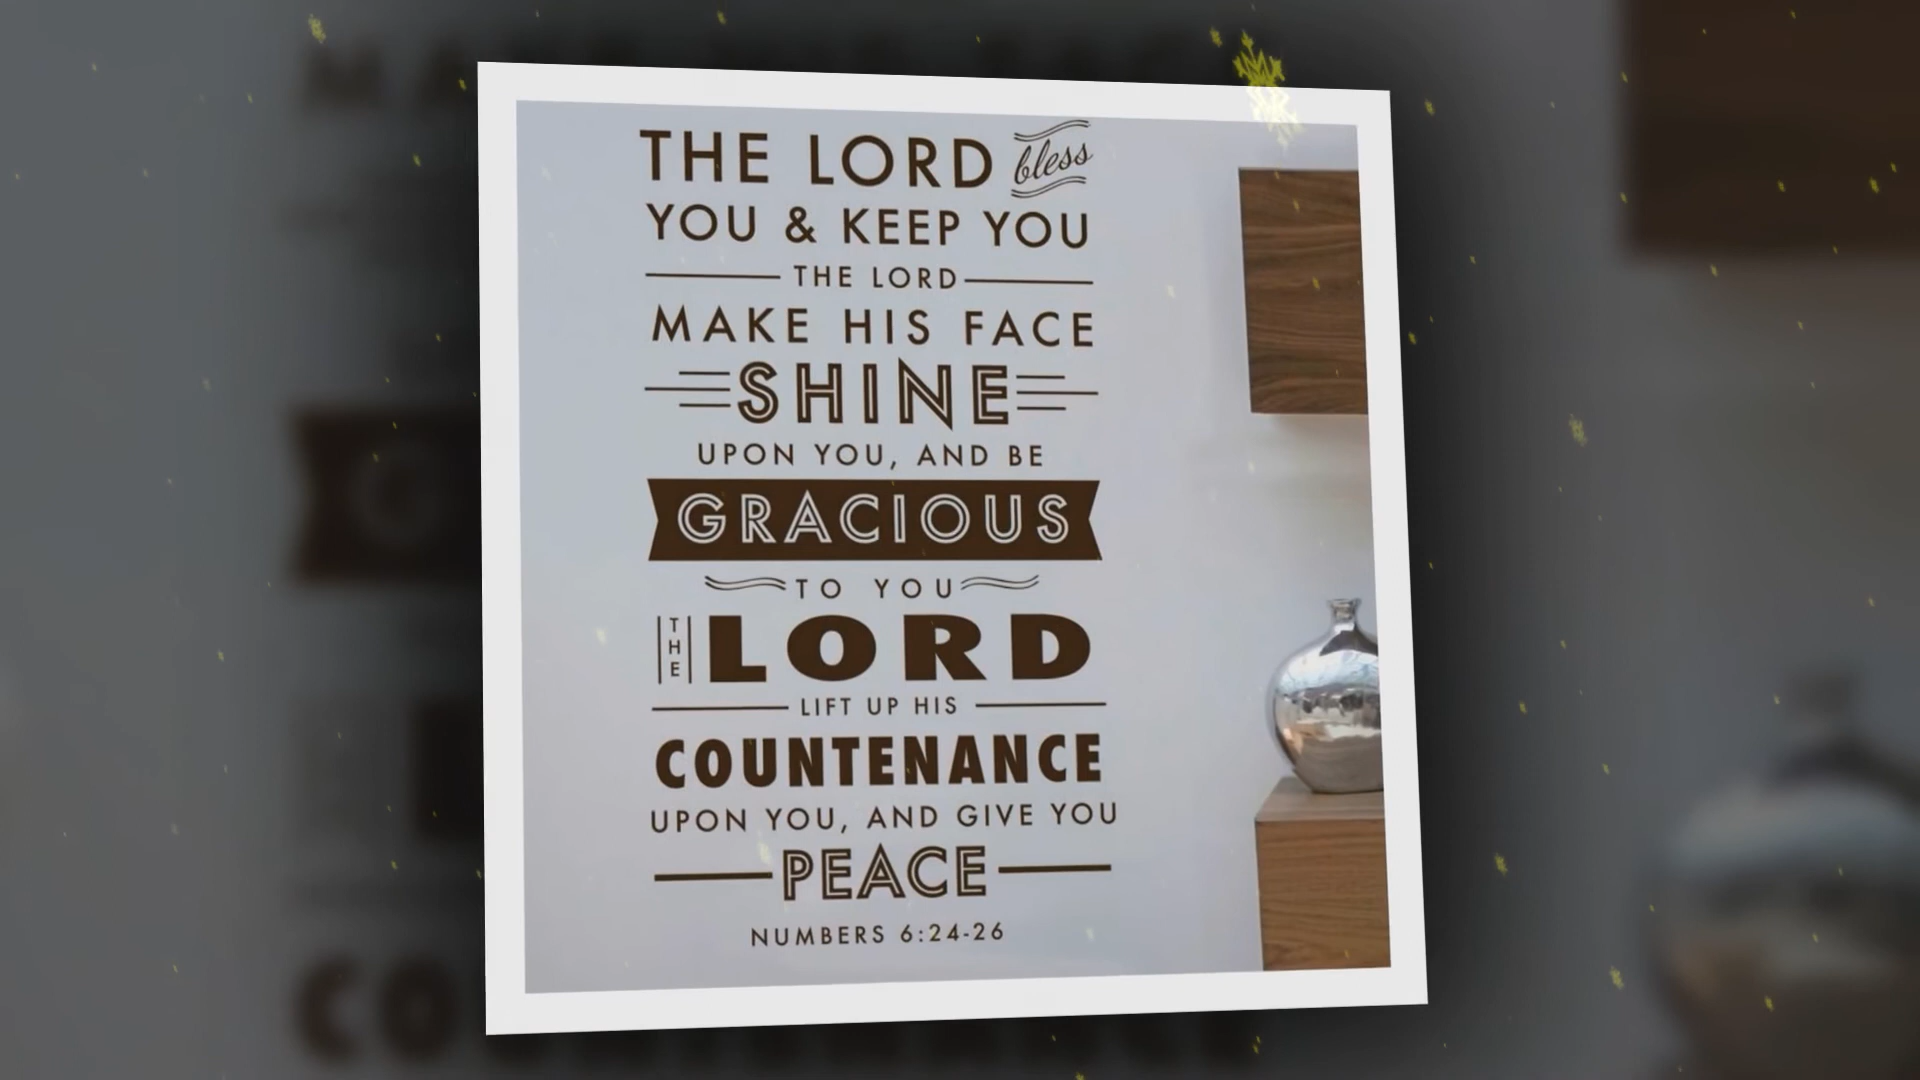 THE LORD bless
YOU & KEEP YOU
THE LORD
MAKE HIS FACE
SHINE
UPON YOU, AND BE
GRACIOUS
TO YOU
THE LORD
LIFT UP HIS
COUNTENANCE
UPON YOU, AND GIVE YOU
PEACE
NUMBERS 6:24-26